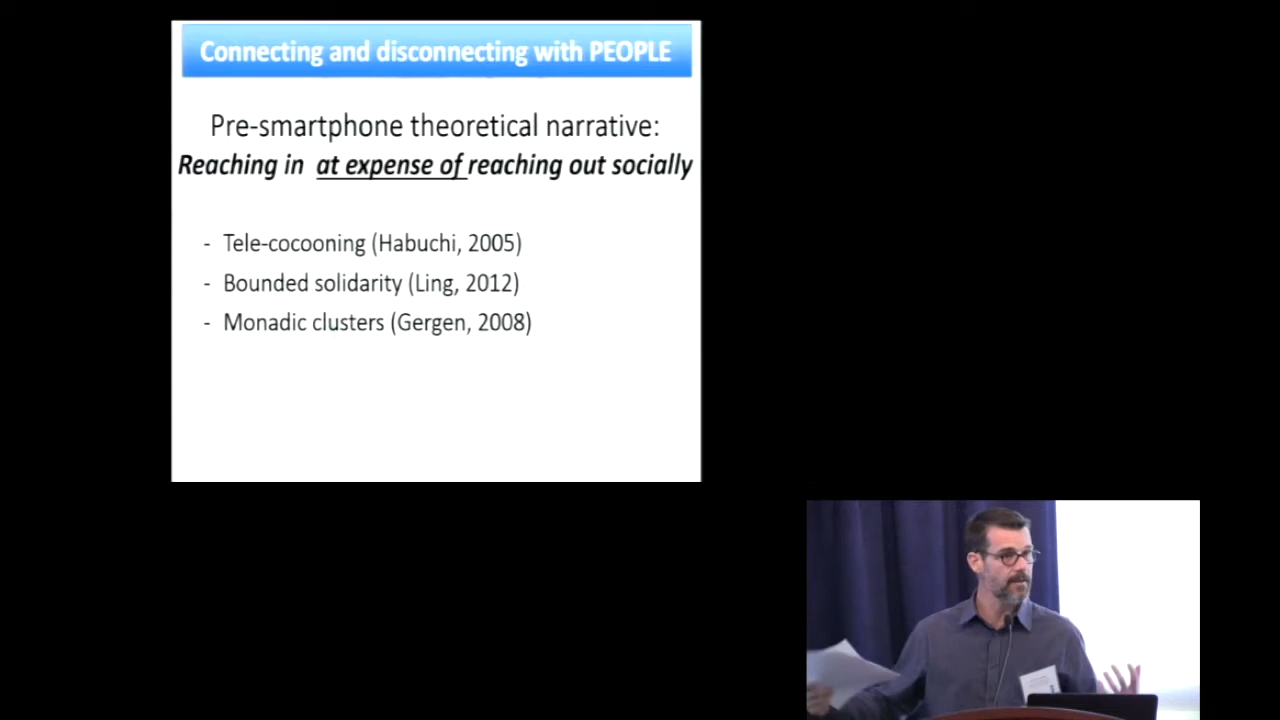 Connecting and disconnecting with PEOPLE
Pre-smartphone theoretical narrative:
Reaching in at expense of reaching out socially
- Tele-cocooning (Habuchi, 2005)
- Bounded solidarity (Ling, 2012)
- Monadic clusters (Gergen, 2008)